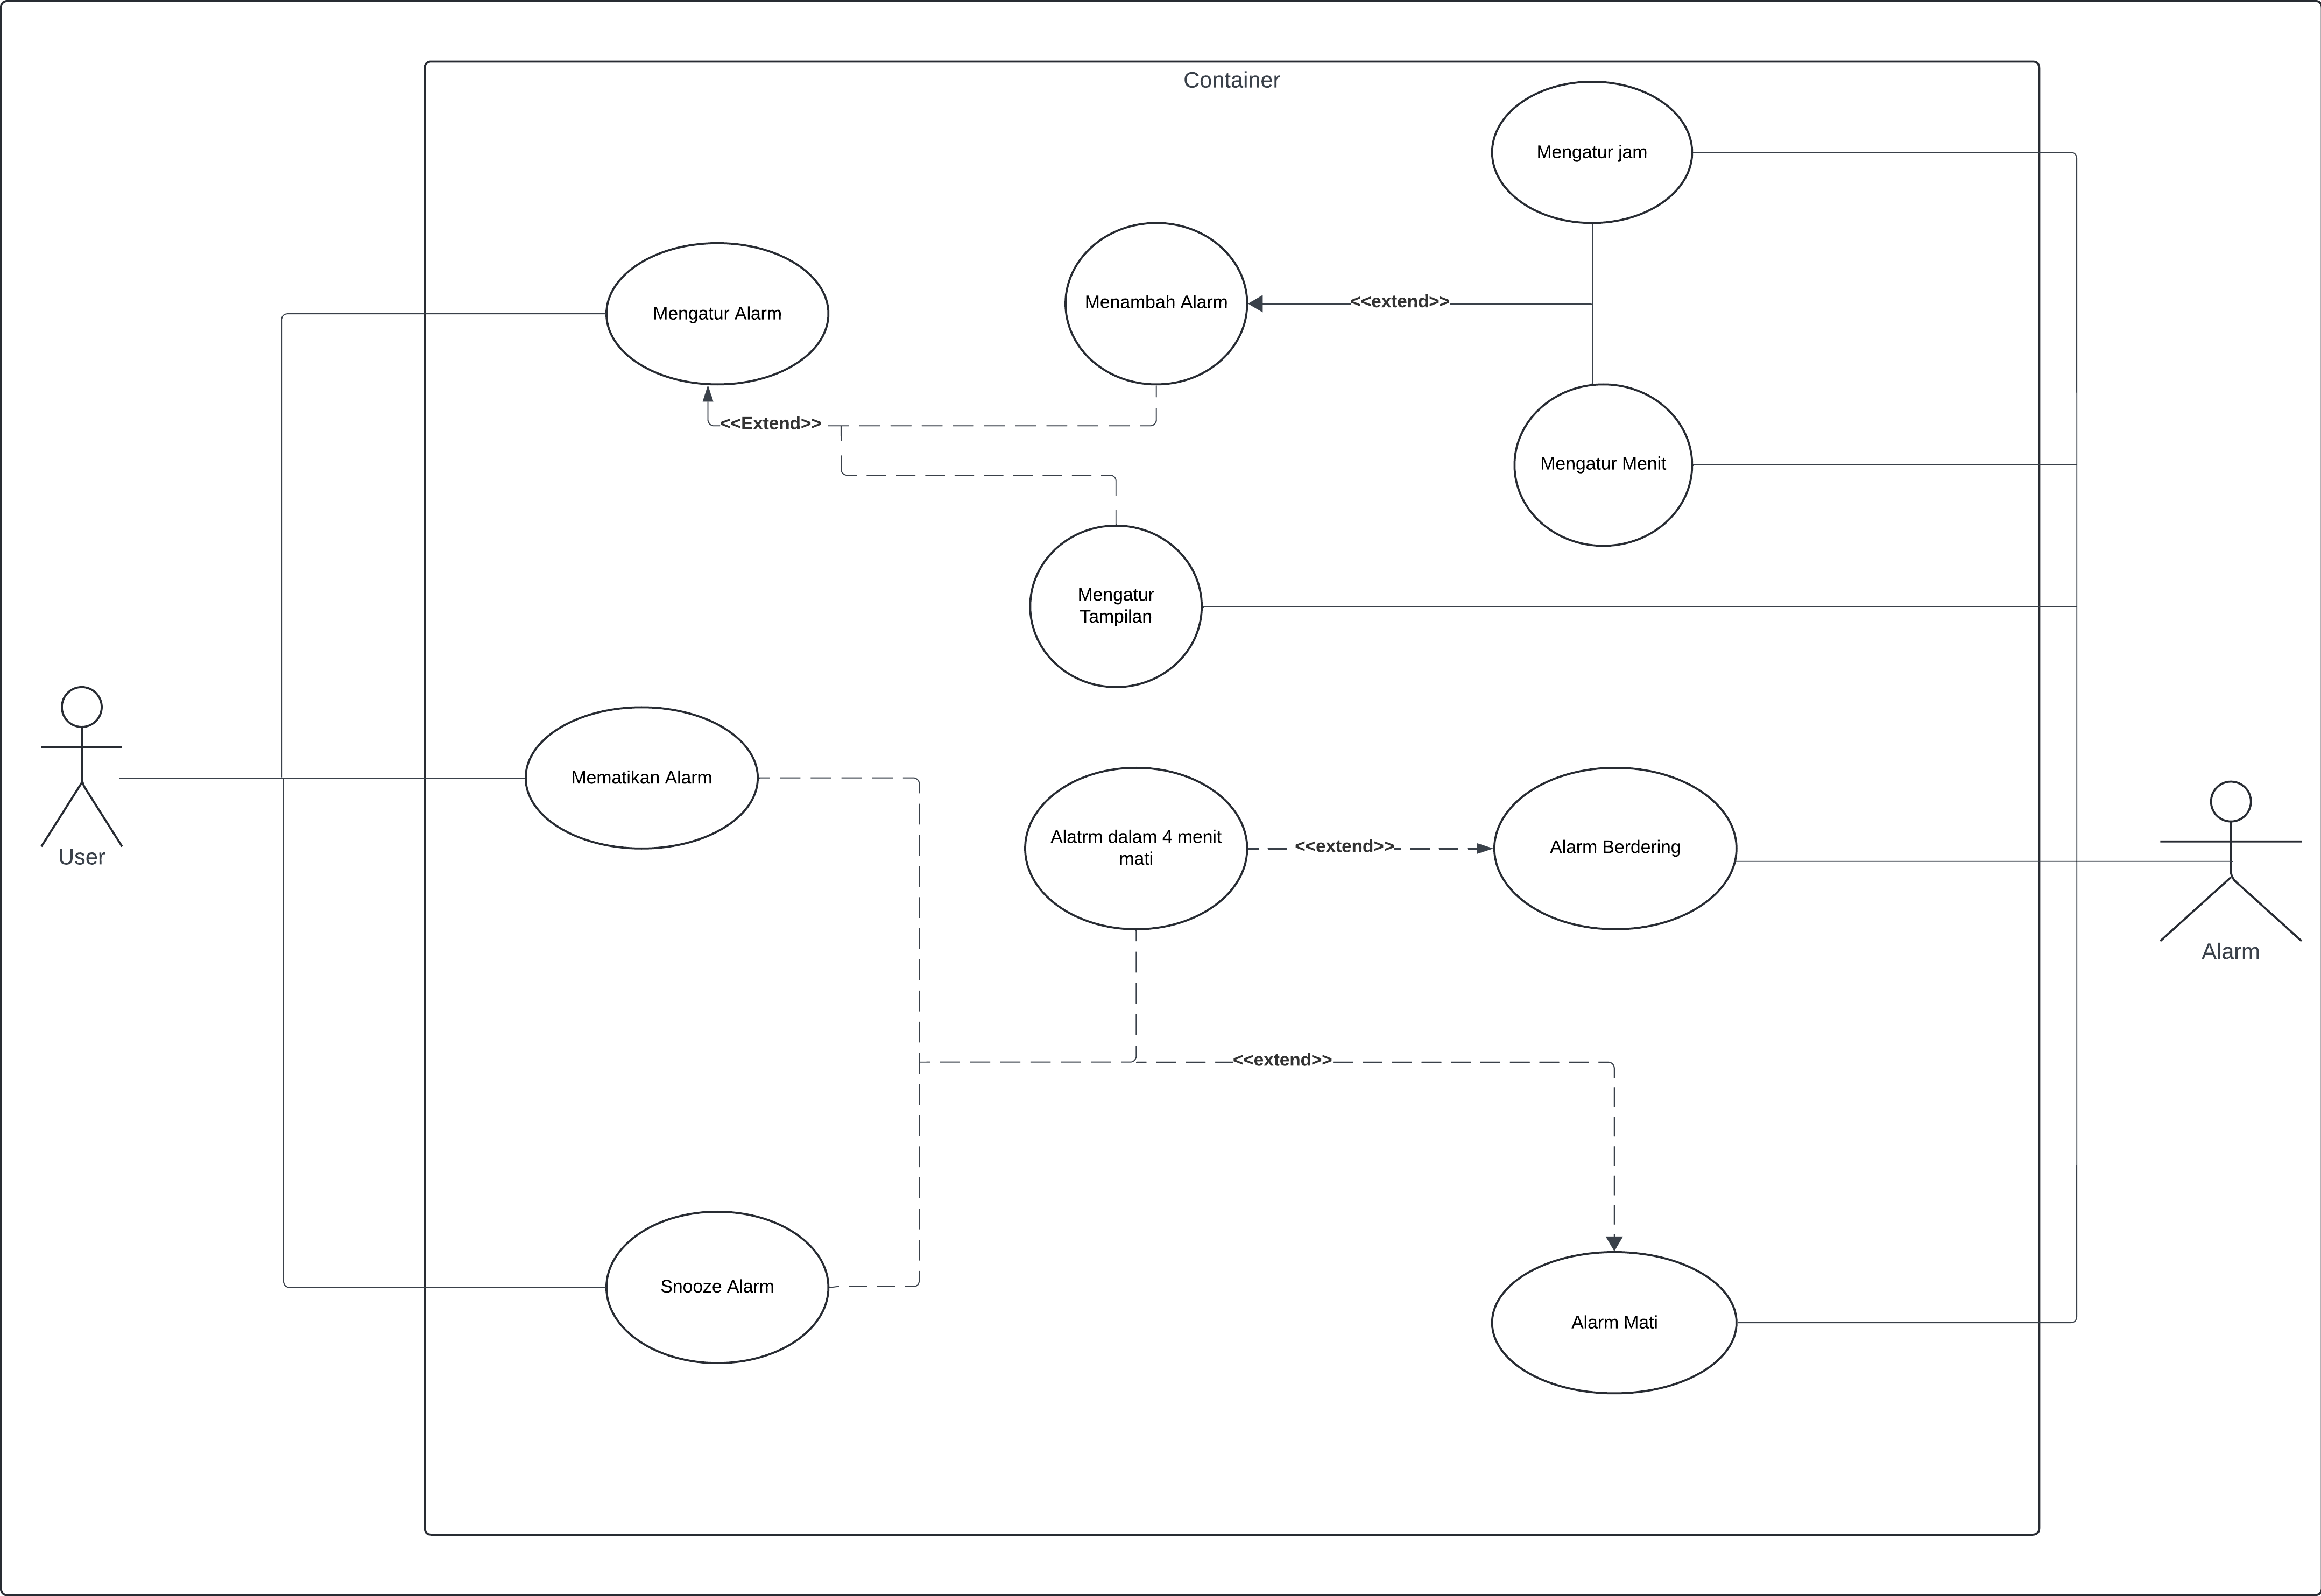 Container
Mengatur jam
Mengatur Alarm
Menambah Alarm
<<extend>>
<<Extend>>
Mengatur Menit
Mengatur
Tampilan
User
Mematikan Alarm
Alatrm dalam 4 menit
mati
<<extend>>
Alarm Berdering
Alarm
<<extend>>
Snooze Alarm
Alarm Mati